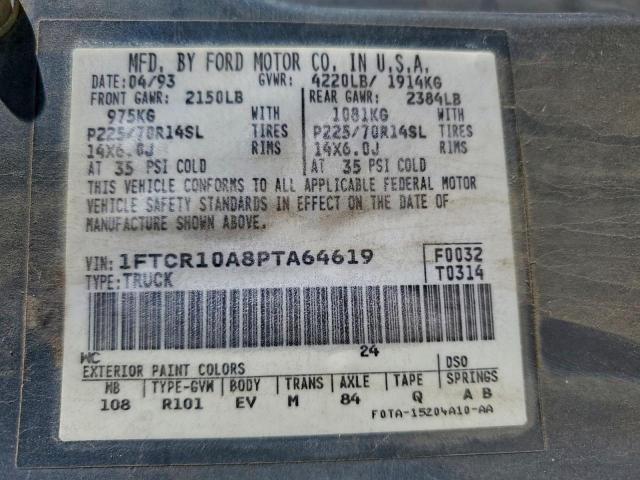 MFD. BY FORD MOTOR CO. IN U.S.A.
DATE: 04/93 GVWR: 4220LB/ 1914KG
FRONT GAWR: 2150LB REAR GAWR: 2384LB
975KG WITH 1081KG WITH
P225/70R14SL TIRES P225/70R14SL TIRES
14X6.0J RIMS 14X6.0J RIMS
AT 35 PSI COLD AT 35 PSI COLD
THIS VEHICLE CONFORMS TO ALL APPLICABLE FEDERAL MOTOR
VEHICLE SAFETY STANDARDS IN EFFECT ON THE DATE OF
MANUFACTURE SHOWN ABOVE.
VIN: 1FTCR10A8PTA64619 F0032
TYPE: TRUCK T0314
WC 24
EXTERIOR PAINT COLORS DSO
WB TYPE-GVW BODY TRANS AXLE TAPE SPRINGS
108 R101 EV M 84 Q A B
F0TA-15204A10-AA